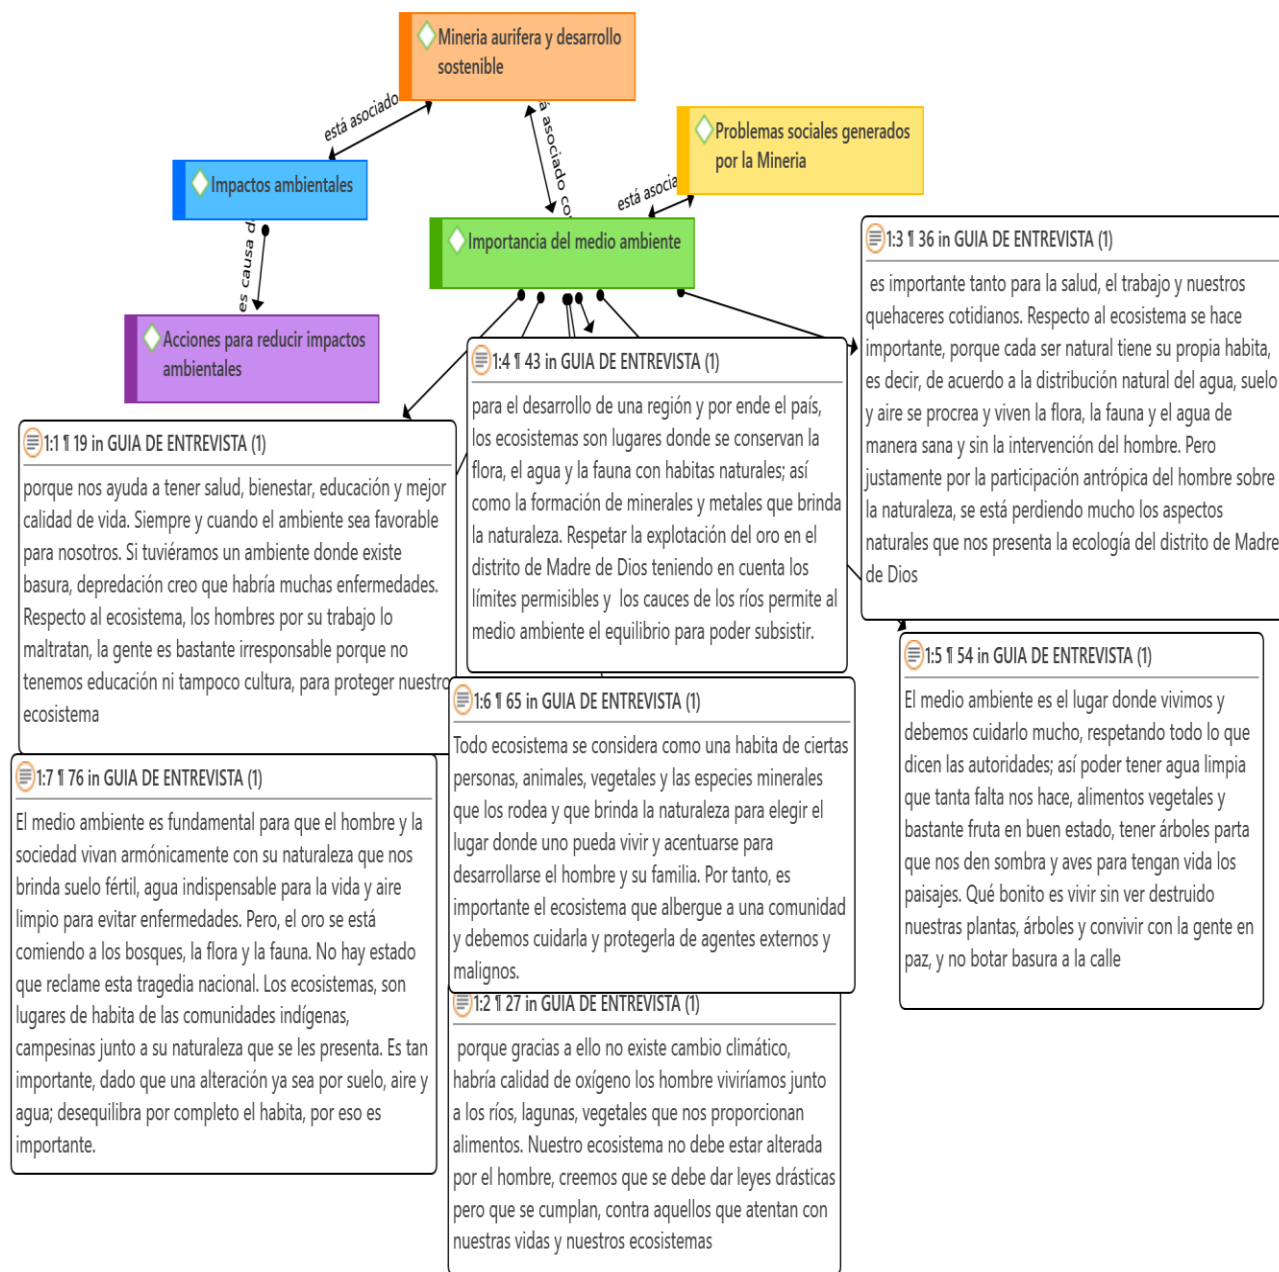 Mineria aurifera y desarrollo
sostenible
está asociado
á asociado co
Problemas sociales generados
por la Mineria
está asocia
Impactos ambientales
Importancia del medio ambiente
es causa d
Acciones para reducir impactos
ambientales
1:3 ¶ 36 in GUIA DE ENTREVISTA (1)
es importante tanto para la salud, el trabajo y nuestros
quehaceres cotidianos. Respecto al ecosistema se hace
importante, porque cada ser natural tiene su propia habita,
es decir, de acuerdo a la distribución natural del agua, suelo
y aire se procrea y viven la flora, la fauna y el agua de
manera sana y sin la intervención del hombre. Pero
justamente por la participación antrópica del hombre sobre
la naturaleza, se está perdiendo mucho los aspectos
naturales que nos presenta la ecología del distrito de Madre
de Dios
1:4 ¶ 43 in GUIA DE ENTREVISTA (1)
para el desarrollo de una región y por ende el país,
los ecosistemas son lugares donde se conservan la
flora, el agua y la fauna con habitas naturales; así
como la formación de minerales y metales que brinda
la naturaleza. Respetar la explotación del oro en el
distrito de Madre de Dios teniendo en cuenta los
límites permisibles y los cauces de los ríos permite al
medio ambiente el equilibrio para poder subsistir.
1:1 ¶ 19 in GUIA DE ENTREVISTA (1)
porque nos ayuda a tener salud, bienestar, educación y mejor
calidad de vida. Siempre y cuando el ambiente sea favorable
para nosotros. Si tuviéramos un ambiente donde existe
basura, depredación creo que habría muchas enfermedades.
Respecto al ecosistema, los hombres por su trabajo lo
maltratan, la gente es bastante irresponsable porque no
tenemos educación ni tampoco cultura, para proteger nuestro
ecosistema
1:5 ¶ 54 in GUIA DE ENTREVISTA (1)
El medio ambiente es el lugar donde vivimos y
debemos cuidarlo mucho, respetando todo lo que
dicen las autoridades; así poder tener agua limpia
que tanta falta nos hace, alimentos vegetales y
bastante fruta en buen estado, tener árboles parta
que nos den sombra y aves para tengan vida los
paisajes. Qué bonito es vivir sin ver destruido
nuestras plantas, árboles y convivir con la gente en
paz, y no botar basura a la calle
1:6 ¶ 65 in GUIA DE ENTREVISTA (1)
Todo ecosistema se considera como una habita de ciertas
personas, animales, vegetales y las especies minerales
que los rodea y que brinda la naturaleza para elegir el
lugar donde uno pueda vivir y acentuarse para
desarrollarse el hombre y su familia. Por tanto, es
importante el ecosistema que albergue a una comunidad
y debemos cuidarla y protegerla de agentes externos y
malignos.
1:7 ¶ 76 in GUIA DE ENTREVISTA (1)
El medio ambiente es fundamental para que el hombre y la
sociedad vivan armónicamente con su naturaleza que nos
brinda suelo fértil, agua indispensable para la vida y aire
limpio para evitar enfermedades. Pero, el oro se está
comiendo a los bosques, la flora y la fauna. No hay estado
que reclame esta tragedia nacional. Los ecosistemas, son
lugares de habita de las comunidades indígenas,
campesinas junto a su naturaleza que se les presenta. Es tan
importante, dado que una alteración ya sea por suelo, aire y
agua; desequilibra por completo el habita, por eso es
importante.
1:2 ¶ 27 in GUIA DE ENTREVISTA (1)
porque gracias a ello no existe cambio climático,
habría calidad de oxígeno los hombre viviríamos junto
a los ríos, lagunas, vegetales que nos proporcionan
alimentos. Nuestro ecosistema no debe estar alterada
por el hombre, creemos que se debe dar leyes drásticas
pero que se cumplan, contra aquellos que atentan con
nuestras vidas y nuestros ecosistemas